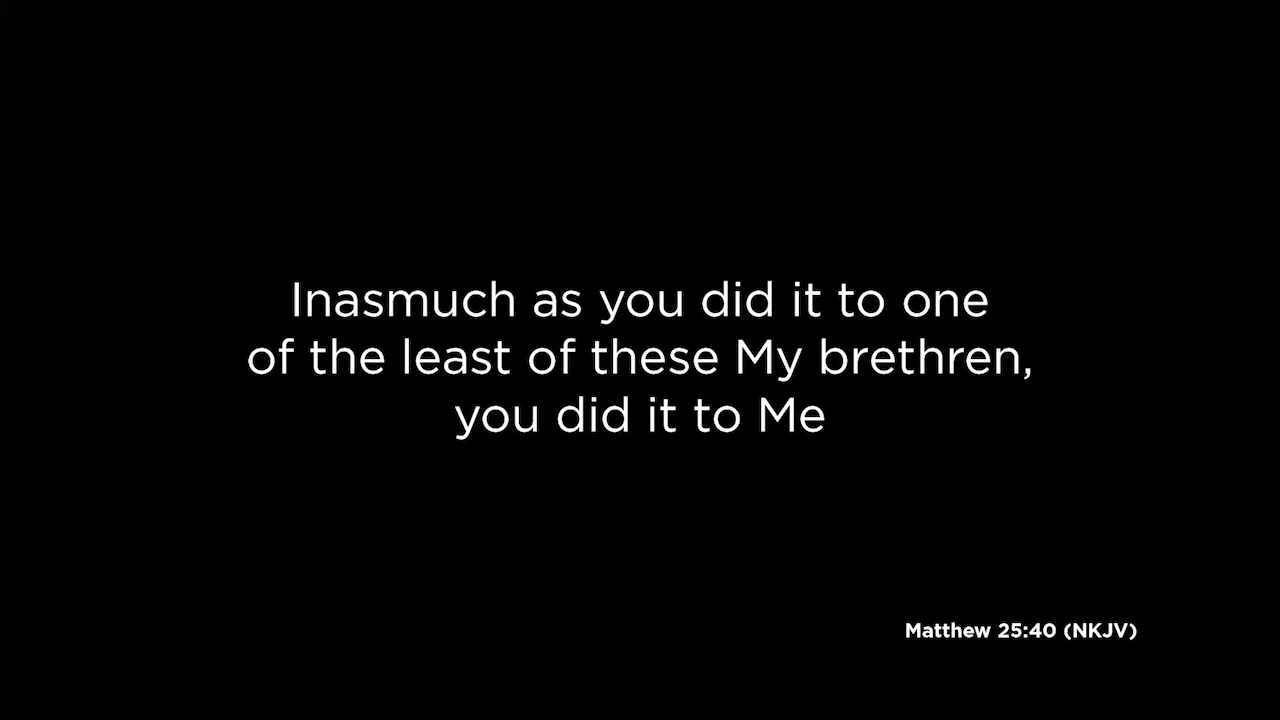 Inasmuch as you did it to one
of the least of these My brethren,
you did it to Me
Matthew 25:40 (NKJV)